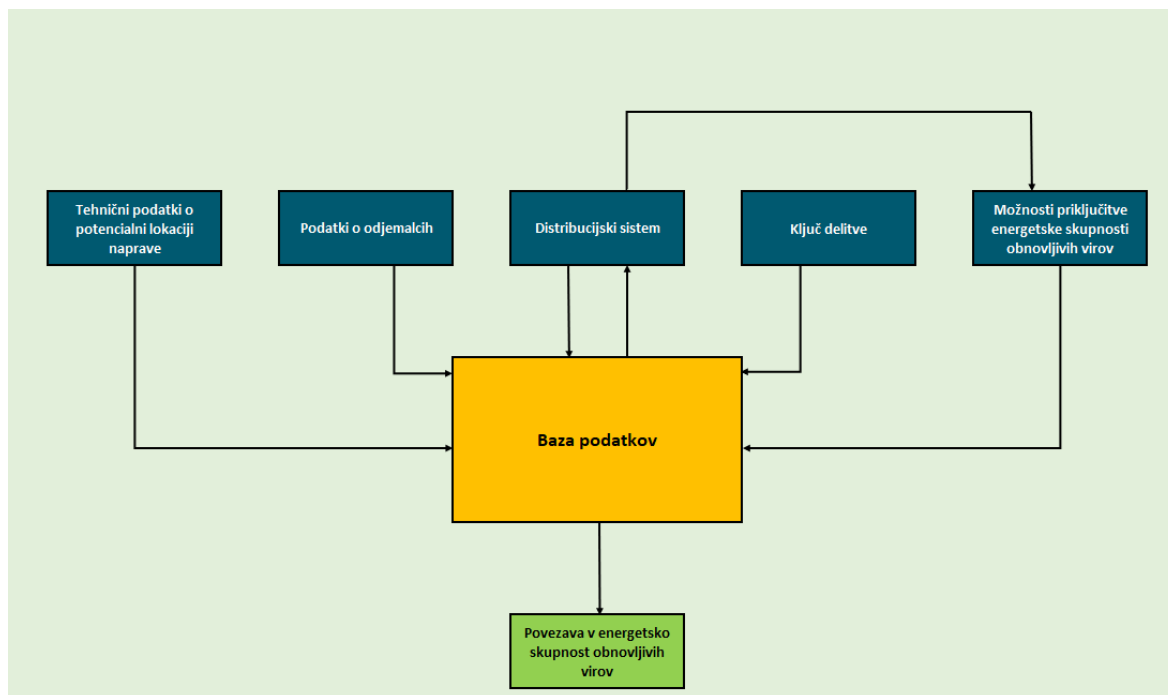 Tehnični podatki o
potencialni lokaciji
naprave
Podatki o odjemalcih
Distribucijski sistem
Ključ delitve
Možnosti priključitve
energetske skupnosti
obnovljivih virov
Baza podatkov
Povezava v energetsko
skupnost obnovljivih
virov